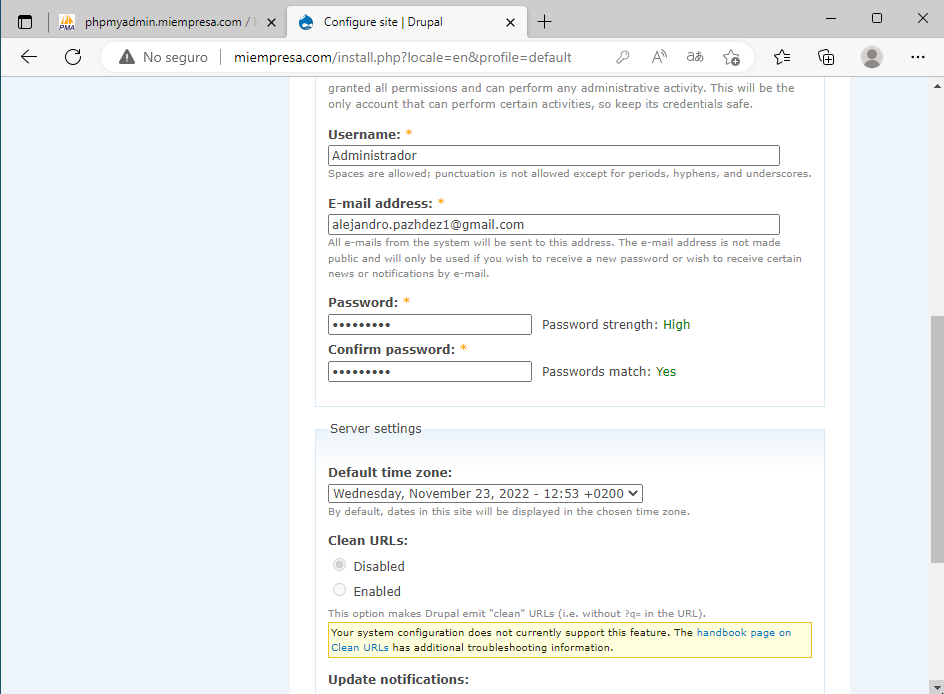 phpmyadmin.miempresa.com /
Configure site | Drupal
No seguro
miempresa.com/install.php?locale=en&profile=default
granted all permissions and can perform any administrative activity. This will be the
only account that can perform certain activities, so keep its credentials safe.
Username: *
Administrador
Spaces are allowed; punctuation is not allowed except for periods, hyphens, and underscores.
E-mail address: *
alejandro.pazhdez1@gmail.com
All e-mails from the system will be sent to this address. The e-mail address is not made
public and will only be used if you wish to receive a new password or wish to receive certain
news or notifications by e-mail.
Password: *
•••••••••
Password strength: High
Confirm password: *
•••••••••
Passwords match: Yes
Server settings
Default time zone:
Wednesday, November 23, 2022 - 12:53 +0200
By default, dates in this site will be displayed in the chosen time zone.
Clean URLs:
Disabled
Enabled
This option makes Drupal emit "clean" URLs (i.e. without ?q= in the URL).
Your system configuration does not currently support this feature. The handbook page on
Clean URLs has additional troubleshooting information.
Update notifications: